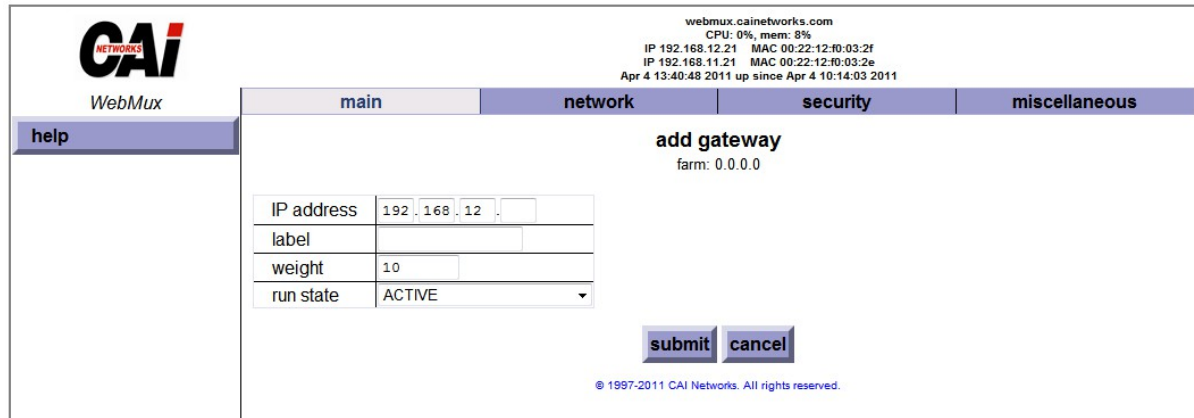 CAI
NETWORKS
WebMux
webmux.cainetworks.com
CPU: 0%, mem: 8%
IP 192.168.12.21 MAC 00:22:12:f0:03:2f
IP 192.168.11.21 MAC 00:22:12:f0:03:2e
Apr 4 13:40:48 2011 up since Apr 4 10:14:03 2011
main network security miscellaneous
help
add gateway
farm: 0.0.0.0
IP address 192 . 168 . 12 .
label
weight 10
run state ACTIVE
submit cancel
© 1997-2011 CAI Networks. All rights reserved.